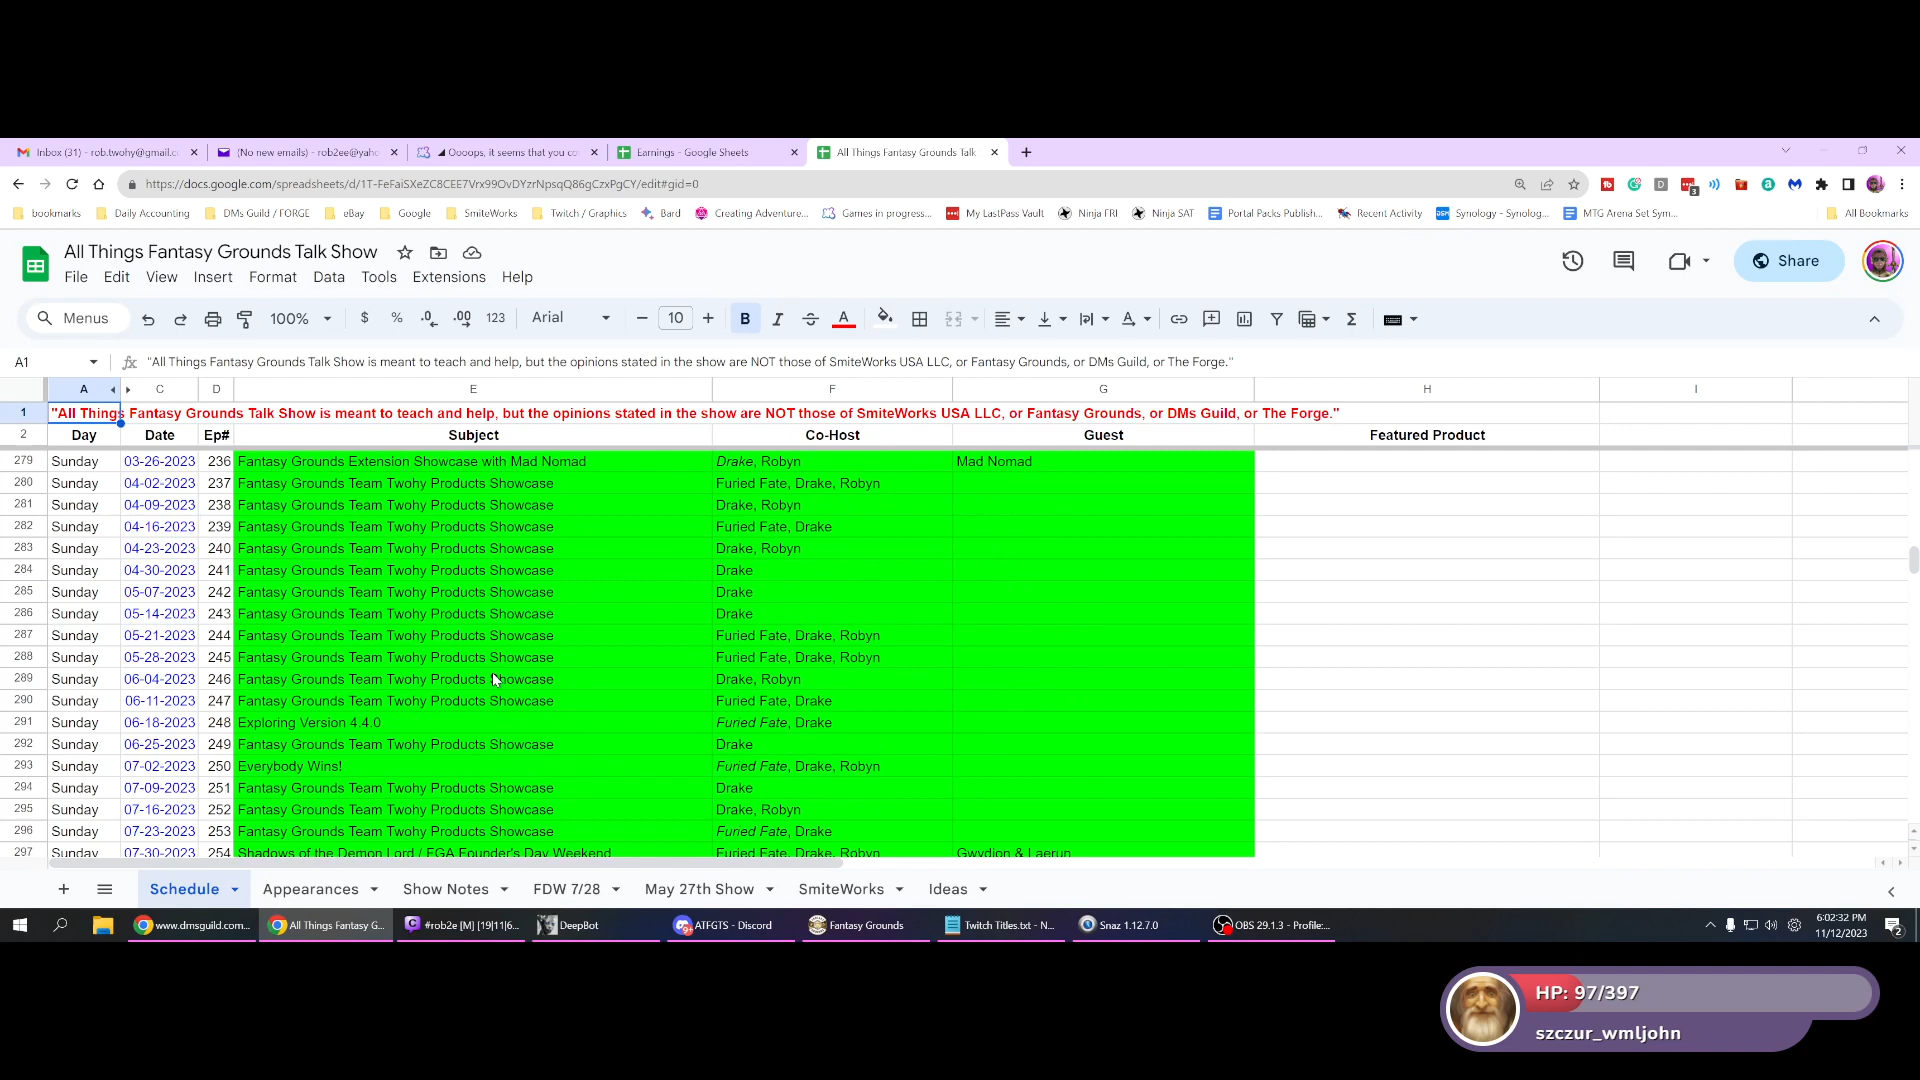 Inbox (31) - rob.twohy@gmail.c
(No new emails) - rob2ee@yaho
Oooops, it seems that you co
Earnings - Google Sheets
All Things Fantasy Grounds Talk
https://docs.google.com/spreadsheets/d/1T-FeFaiSXeZC8CEE7Vrx99OvDYzrNpsqQ86gCzxPgCY/edit#gid=0
bookmarks Daily Accounting DMs Guild / FORGE eBay Google SmiteWorks Twitch / Graphics Bard Creating Adventure... Games in progress... My LastPass Vault Ninja FRI Ninja SAT Portal Packs Publish... Recent Activity Synology - Synolog... MTG Arena Set Sym... All Bookmarks
All Things Fantasy Grounds Talk Show
File Edit View Insert Format Data Tools Extensions Help
Share
Menus 100% $ % .0 .00 123 Arial 10 B I A
A1 fx "All Things Fantasy Grounds Talk Show is meant to teach and help, but the opinions stated in the show are NOT those of SmiteWorks USA LLC, or Fantasy Grounds, or DMs Guild, or The Forge."
A C D E F G H I
1 "All Things Fantasy Grounds Talk Show is meant to teach and help, but the opinions stated in the show are NOT those of SmiteWorks USA LLC, or Fantasy Grounds, or DMs Guild, or The Forge."
2 Day Date Ep# Subject Co-Host Guest Featured Product
279 Sunday 03-26-2023 236 Fantasy Grounds Extension Showcase with Mad Nomad Drake, Robyn Mad Nomad
280 Sunday 04-02-2023 237 Fantasy Grounds Team Twohy Products Showcase Furied Fate, Drake, Robyn
281 Sunday 04-09-2023 238 Fantasy Grounds Team Twohy Products Showcase Drake, Robyn
282 Sunday 04-16-2023 239 Fantasy Grounds Team Twohy Products Showcase Furied Fate, Drake
283 Sunday 04-23-2023 240 Fantasy Grounds Team Twohy Products Showcase Drake, Robyn
284 Sunday 04-30-2023 241 Fantasy Grounds Team Twohy Products Showcase Drake
285 Sunday 05-07-2023 242 Fantasy Grounds Team Twohy Products Showcase Drake
286 Sunday 05-14-2023 243 Fantasy Grounds Team Twohy Products Showcase Drake
287 Sunday 05-21-2023 244 Fantasy Grounds Team Twohy Products Showcase Furied Fate, Drake, Robyn
288 Sunday 05-28-2023 245 Fantasy Grounds Team Twohy Products Showcase Furied Fate, Drake, Robyn
289 Sunday 06-04-2023 246 Fantasy Grounds Team Twohy Products Showcase Drake, Robyn
290 Sunday 06-11-2023 247 Fantasy Grounds Team Twohy Products Showcase Furied Fate, Drake
291 Sunday 06-18-2023 248 Exploring Version 4.4.0 Furied Fate, Drake
292 Sunday 06-25-2023 249 Fantasy Grounds Team Twohy Products Showcase Drake
293 Sunday 07-02-2023 250 Everybody Wins! Furied Fate, Drake, Robyn
294 Sunday 07-09-2023 251 Fantasy Grounds Team Twohy Products Showcase Drake
295 Sunday 07-16-2023 252 Fantasy Grounds Team Twohy Products Showcase Drake, Robyn
296 Sunday 07-23-2023 253 Fantasy Grounds Team Twohy Products Showcase Furied Fate, Drake
297 Sunday 07-30-2023 254 Shadows of the Demon Lord / FGA Founder's Day Weekend Furied Fate, Drake, Robyn Gwydion & Laerun
Schedule Appearances Show Notes FDW 7/28 May 27th Show SmiteWorks Ideas
www.dmsguild.com... All Things Fantasy G... #rob2e [M] [19|11|6... DeepBot ATFGTS - Discord Fantasy Grounds Twitch Titles.txt - N... Snaz 1.12.7.0 OBS 29.1.3 - Profile:...
6:02:32 PM
11/12/2023
2
HP: 97/397
szczur_wmljohn